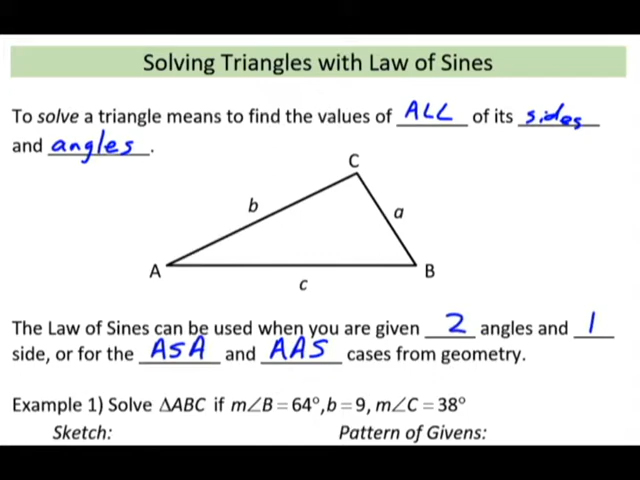 Solving Triangles with Law of Sines
To solve a triangle means to find the values of ALL of its sides
and angles.
C
b
a
A
B
c
The Law of Sines can be used when you are given 2 angles and 1
side, or for the ASA and AAS cases from geometry.
Example 1) Solve ΔABC if m∠B = 64°, b = 9, m∠C = 38°
Sketch: Pattern of Givens: